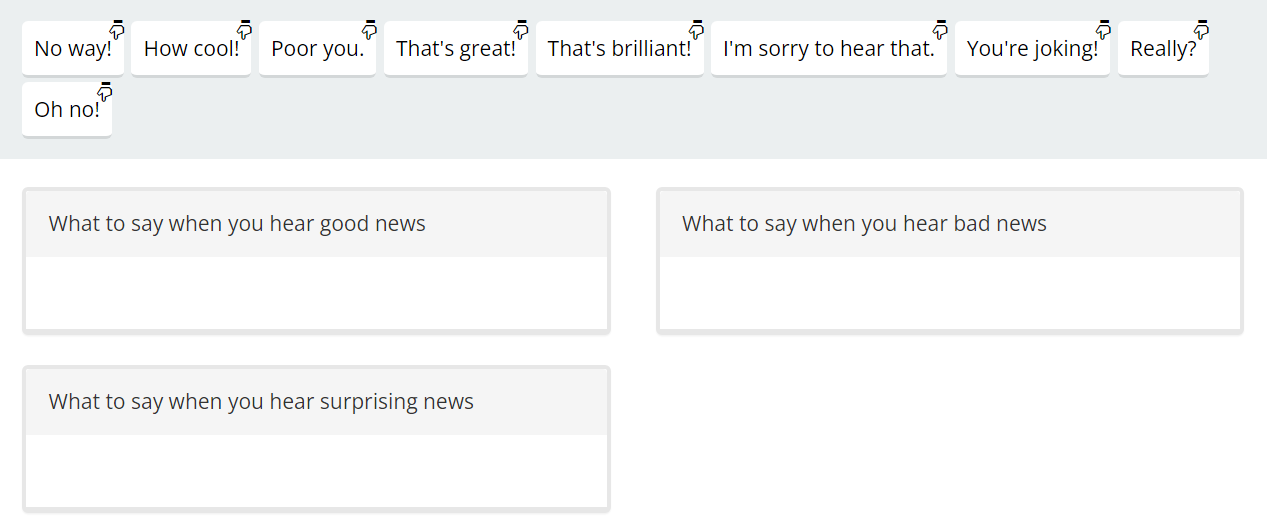 No way! How cool! Poor you. That's great! That's brilliant! I'm sorry to hear that. You're joking! Really?
Oh no!
What to say when you hear good news
What to say when you hear bad news
What to say when you hear surprising news